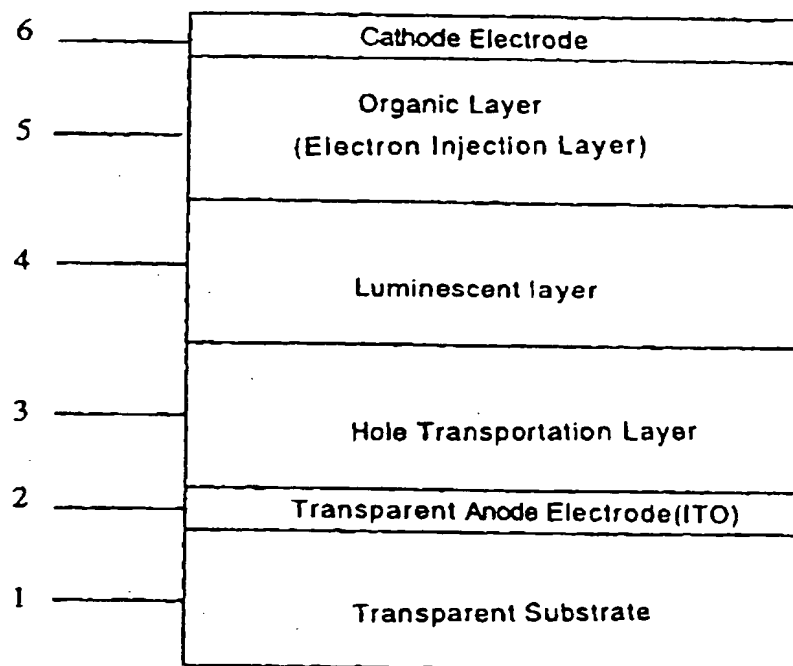 6 Cathode Electrode
5 Organic Layer
(Electron Injection Layer)
4 Luminescent layer
3 Hole Transportation Layer
2 Transparent Anode Electrode(ITO)
1 Transparent Substrate